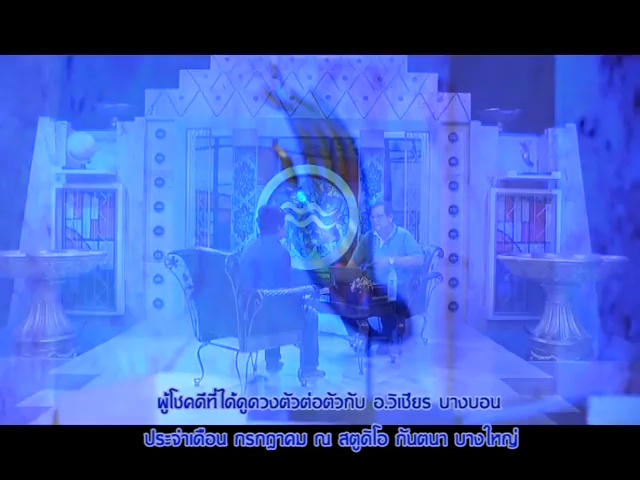 ผู้โชคดีที่ได้ดูดวงตัวต่อตัวกับ อ.วิเชียร บางบอน
ประจำเดือน กรกฎาคม ณ สตูดิโอ กันตนา บางใหญ่